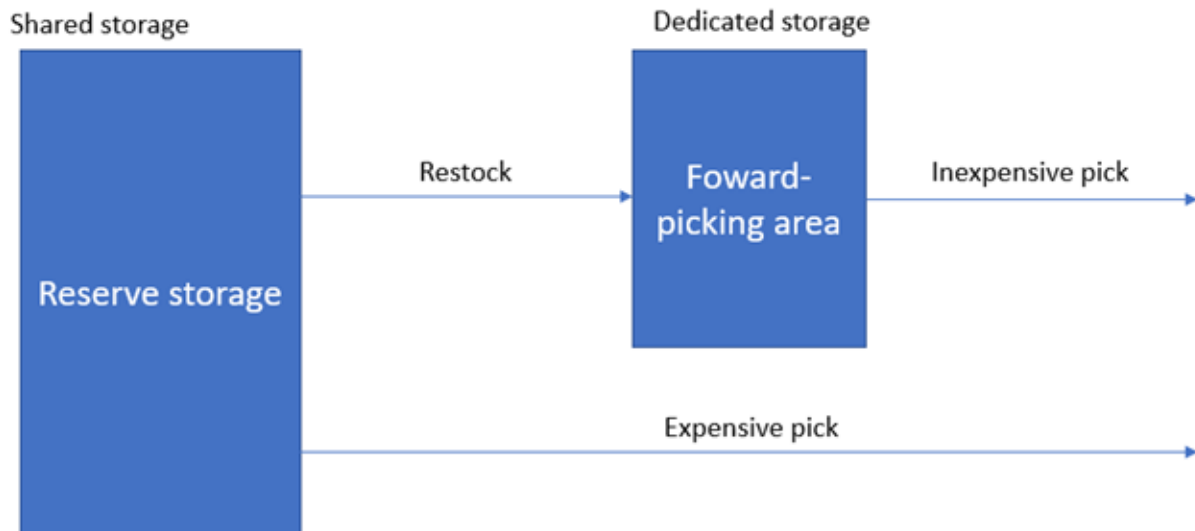 Shared storage
Dedicated storage
Restock
Foward-
picking area
Inexpensive pick
Reserve storage
Expensive pick